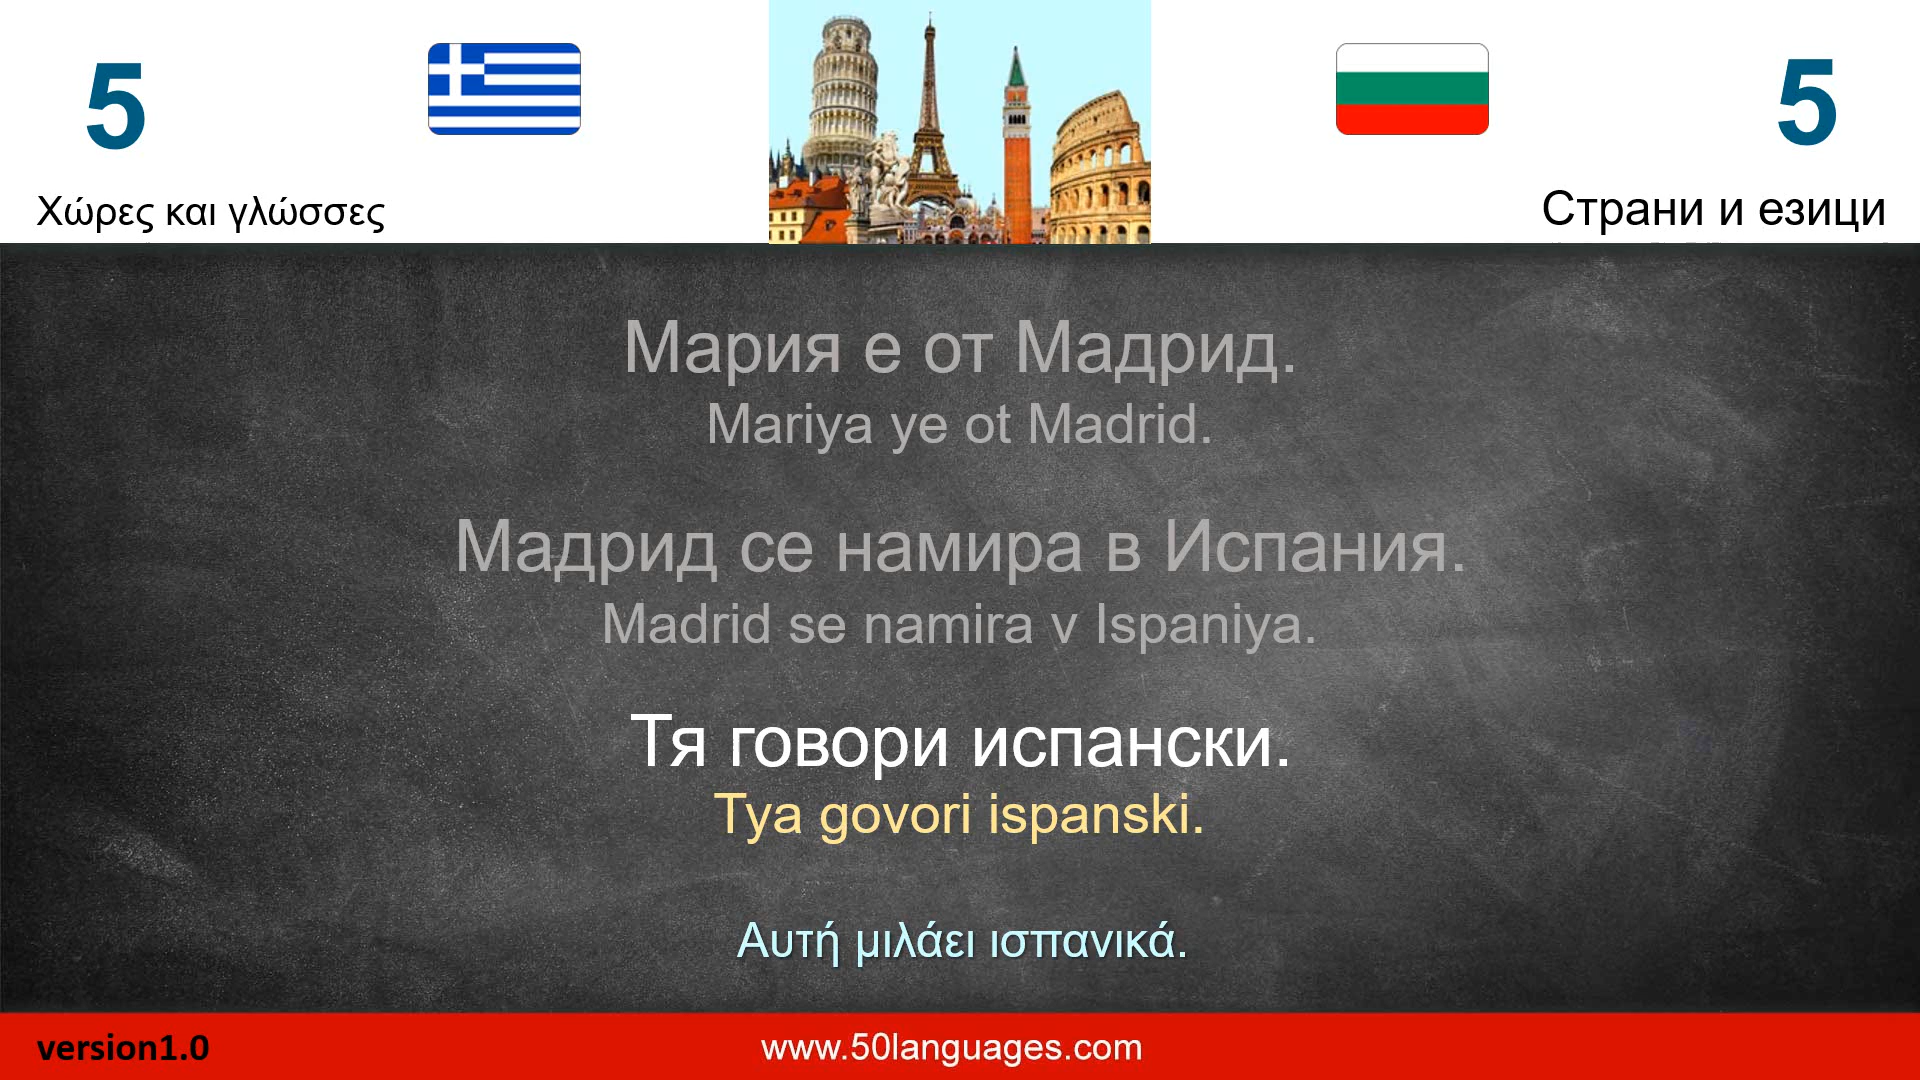 5
5
Χώρες και γλώσσες
Страни и езици
Мария е от Мадрид.
Mariya ye ot Madrid.
Мадрид се намира в Испания.
Madrid se namira v Ispaniya.
Тя говори испански.
Tya govori ispanski.
Αυτή μιλάει ισπανικά.
version1.0
www.50languages.com